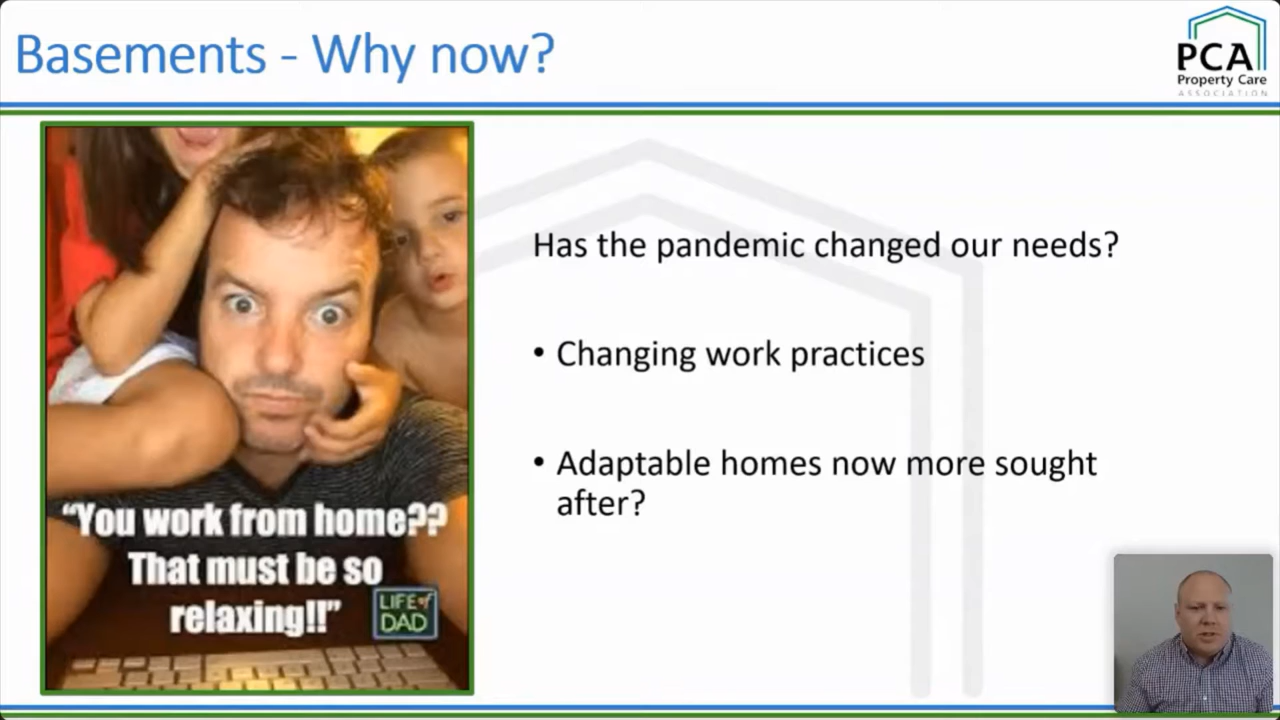 Basements - Why now?
PCA
Property Care
ASSOCIATION
Has the pandemic changed our needs?
• Changing work practices
• Adaptable homes now more sought
after?
“You work from home??
That must be so
relaxing!!”
LIFE of
DAD